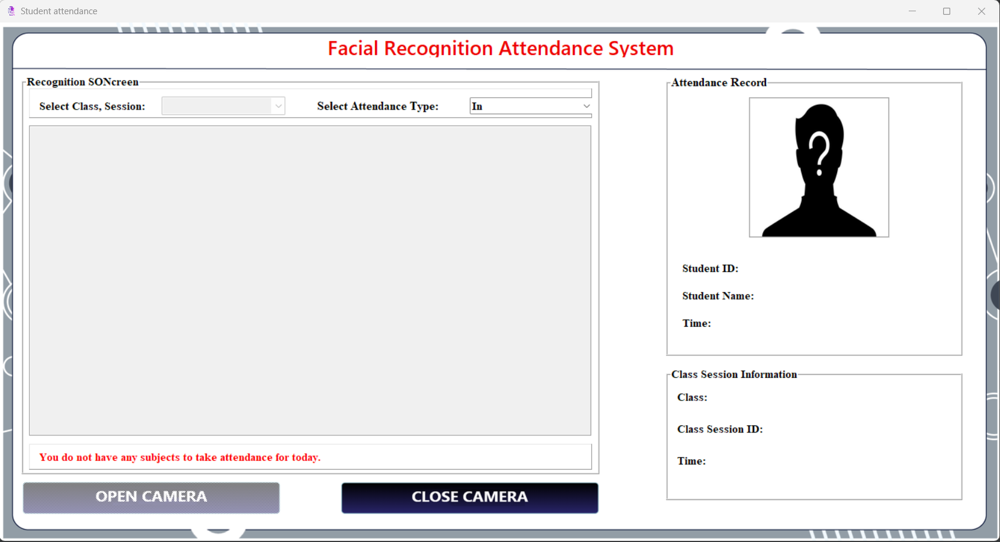 Student attendance
Facial Recognition Attendance System
Recognition SONcreen
Select Class, Session:
Select Attendance Type:
In
You do not have any subjects to take attendance for today.
OPEN CAMERA
CLOSE CAMERA
Attendance Record
?
Student ID:
Student Name:
Time:
Class Session Information
Class:
Class Session ID:
Time: